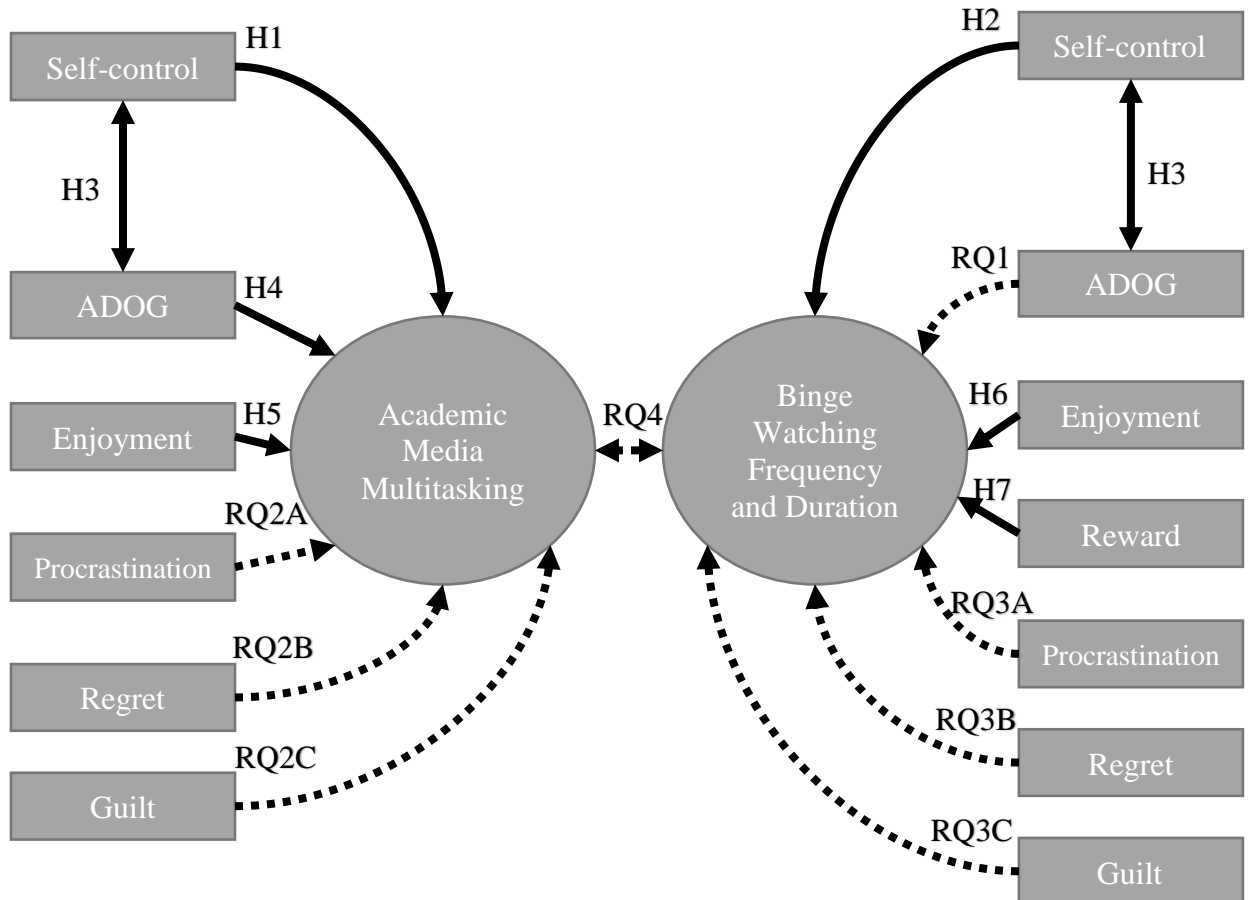 H1
H2
Self-control
Self-control
H3
H3
RQ1
ADOG
H4
ADOG
H5
RQ4
H6
Enjoyment
Enjoyment
Academic
Media
Multitasking
Binge
Watching
Frequency
and Duration
H7
RQ2A
Reward
Procrastination
RQ3A
RQ2B
Procrastination
Regret
RQ3B
RQ2C
Regret
Guilt
RQ3C
Guilt